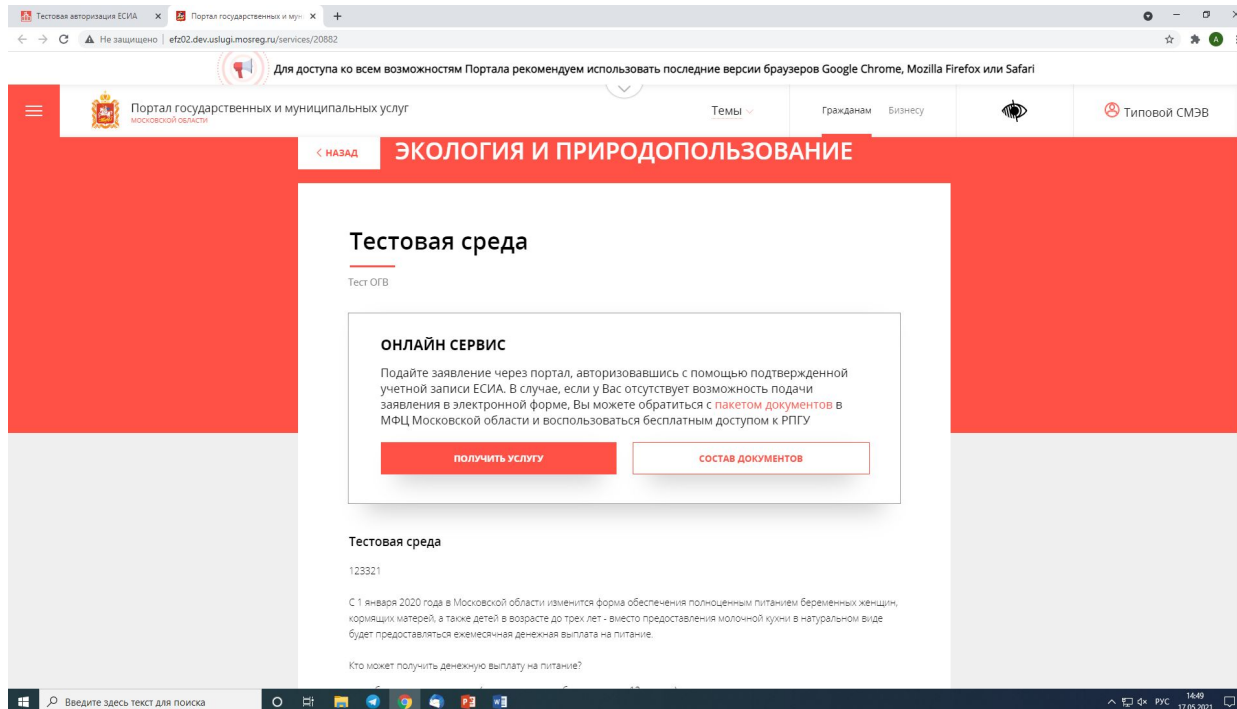 Тестовая авторизация ЕСИА
Портал государственных и мун
Не защищено | efz02.dev.uslugi.mosreg.ru/services/20882
A
Для доступа ко всем возможностям Портала рекомендуем использовать последние версии браузеров Google Chrome, Mozilla Firefox или Safari
Портал государственных и муниципальных услуг
МОСКОВСКОЙ ОБЛАСТИ
Темы
Гражданам
Бизнесу
Типовой СМЭВ
< НАЗАД
ЭКОЛОГИЯ И ПРИРОДОПОЛЬЗОВАНИЕ
Тестовая среда
Тест ОГВ
ОНЛАЙН СЕРВИС
Подайте заявление через портал, авторизовавшись с помощью подтвержденной
учетной записи ЕСИА. В случае, если у Вас отсутствует возможность подачи
заявления в электронной форме, Вы можете обратиться с пакетом документов в
МФЦ Московской области и воспользоваться бесплатным доступом к РПГУ
ПОЛУЧИТЬ УСЛУГУ
СОСТАВ ДОКУМЕНТОВ
Тестовая среда
123321
С 1 января 2020 года в Московской области изменится форма обеспечения полноценным питанием беременных женщин,
кормящих матерей, а также детей в возрасте до трех лет - вместо предоставления молочной кухни в натуральном виде
будет предоставляться ежемесячная денежная выплата на питание.
Кто может получить денежную выплату на питание?
Введите здесь текст для поиска
РУС
14:49
17.05.2021